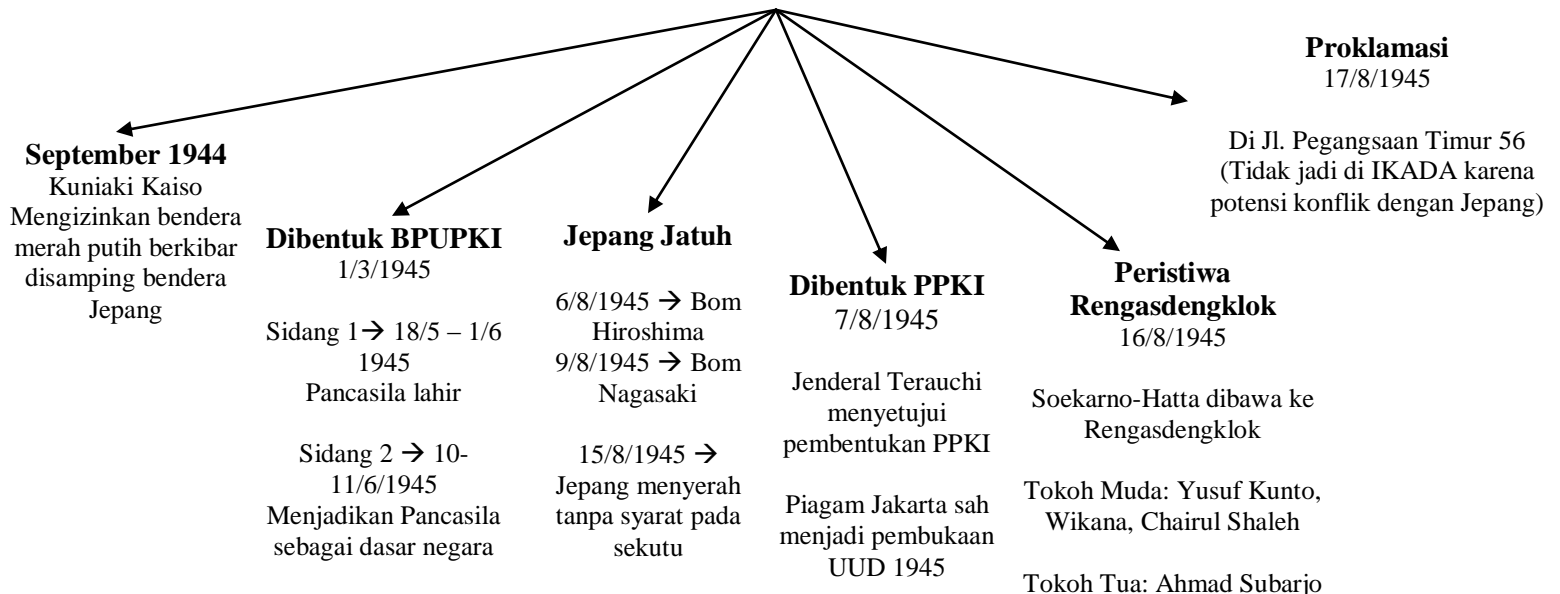 September 1944
Kuniaki Kaiso
Mengizinkan bendera
merah putih berkibar
disamping bendera
Jepang
Dibentuk BPUPKI
1/3/1945
Sidang 1→ 18/5 – 1/6
1945
Pancasila lahir
Sidang 2 → 10-
11/6/1945
Menjadikan Pancasila
sebagai dasar negara
Jepang Jatuh
6/8/1945 → Bom
Hiroshima
9/8/1945 → Bom
Nagasaki
15/8/1945 →
Jepang menyerah
tanpa syarat pada
sekutu
Dibentuk PPKI
7/8/1945
Jenderal Terauchi
menyetujui
pembentukan PPKI
Piagam Jakarta sah
menjadi pembukaan
UUD 1945
Peristiwa
Rengasdengklok
16/8/1945
Soekarno-Hatta dibawa ke
Rengasdengklok
Tokoh Muda: Yusuf Kunto,
Wikana, Chairul Shaleh
Tokoh Tua: Ahmad Subarjo
Proklamasi
17/8/1945
Di Jl. Pegangsaan Timur 56
(Tidak jadi di IKADA karena
potensi konflik dengan Jepang)